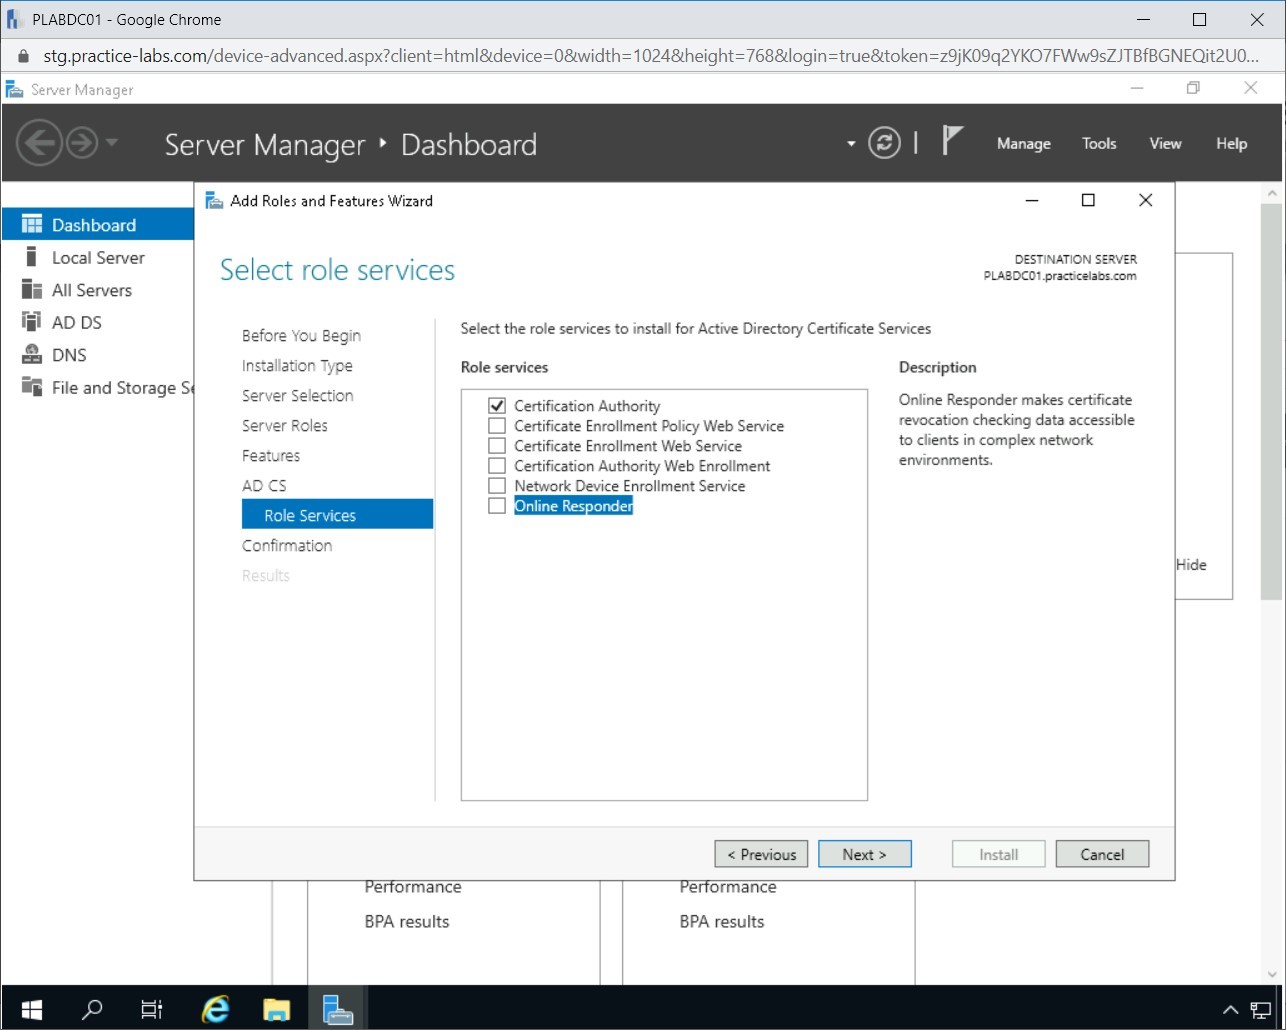 PLABDC01 - Google Chrome
stg.practice-labs.com/device-advanced.aspx?client=html&device=0&width=1024&height=768&login=true&token=z9jK09q2YKO7FWw9sZJTBfBGNEQit2U0...
Server Manager
Server Manager ‣ Dashboard
Manage
Tools
View
Help
Dashboard
Local Server
All Servers
AD DS
DNS
File and Storage Se
Add Roles and Features Wizard
Select role services
DESTINATION SERVER
PLABDC01.practicelabs.com
Before You Begin
Installation Type
Server Selection
Server Roles
Features
AD CS
Role Services
Confirmation
Results
Select the role services to install for Active Directory Certificate Services
Role services
Certification Authority
Certificate Enrollment Policy Web Service
Certificate Enrollment Web Service
Certification Authority Web Enrollment
Network Device Enrollment Service
Online Responder
Description
Online Responder makes certificate
revocation checking data accessible
to clients in complex network
environments.
Hide
< Previous
Next >
Install
Cancel
Performance
BPA results
Performance
BPA results